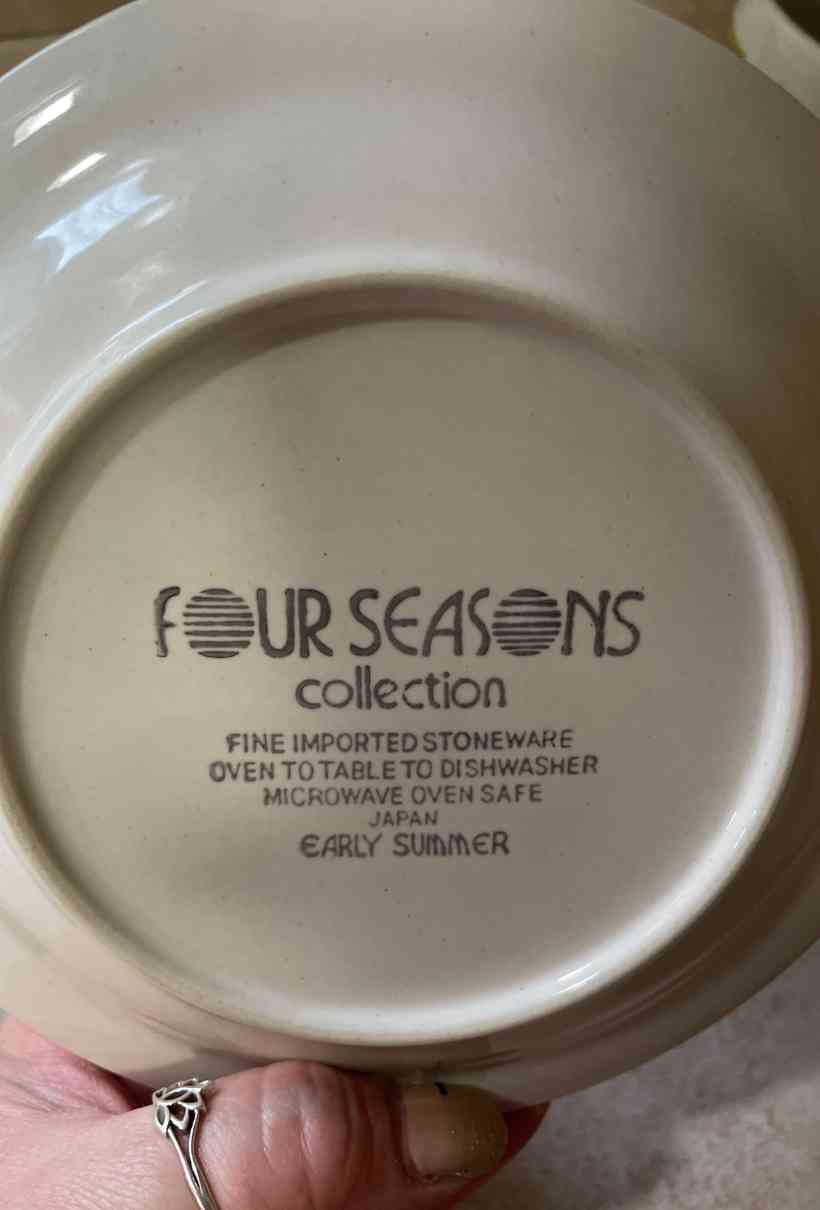 FOUR SEASONS
collection
FINE IMPORTED STONEWARE
OVEN TO TABLE TO DISHWASHER
MICROWAVE OVEN SAFE
JAPAN
EARLY SUMMER